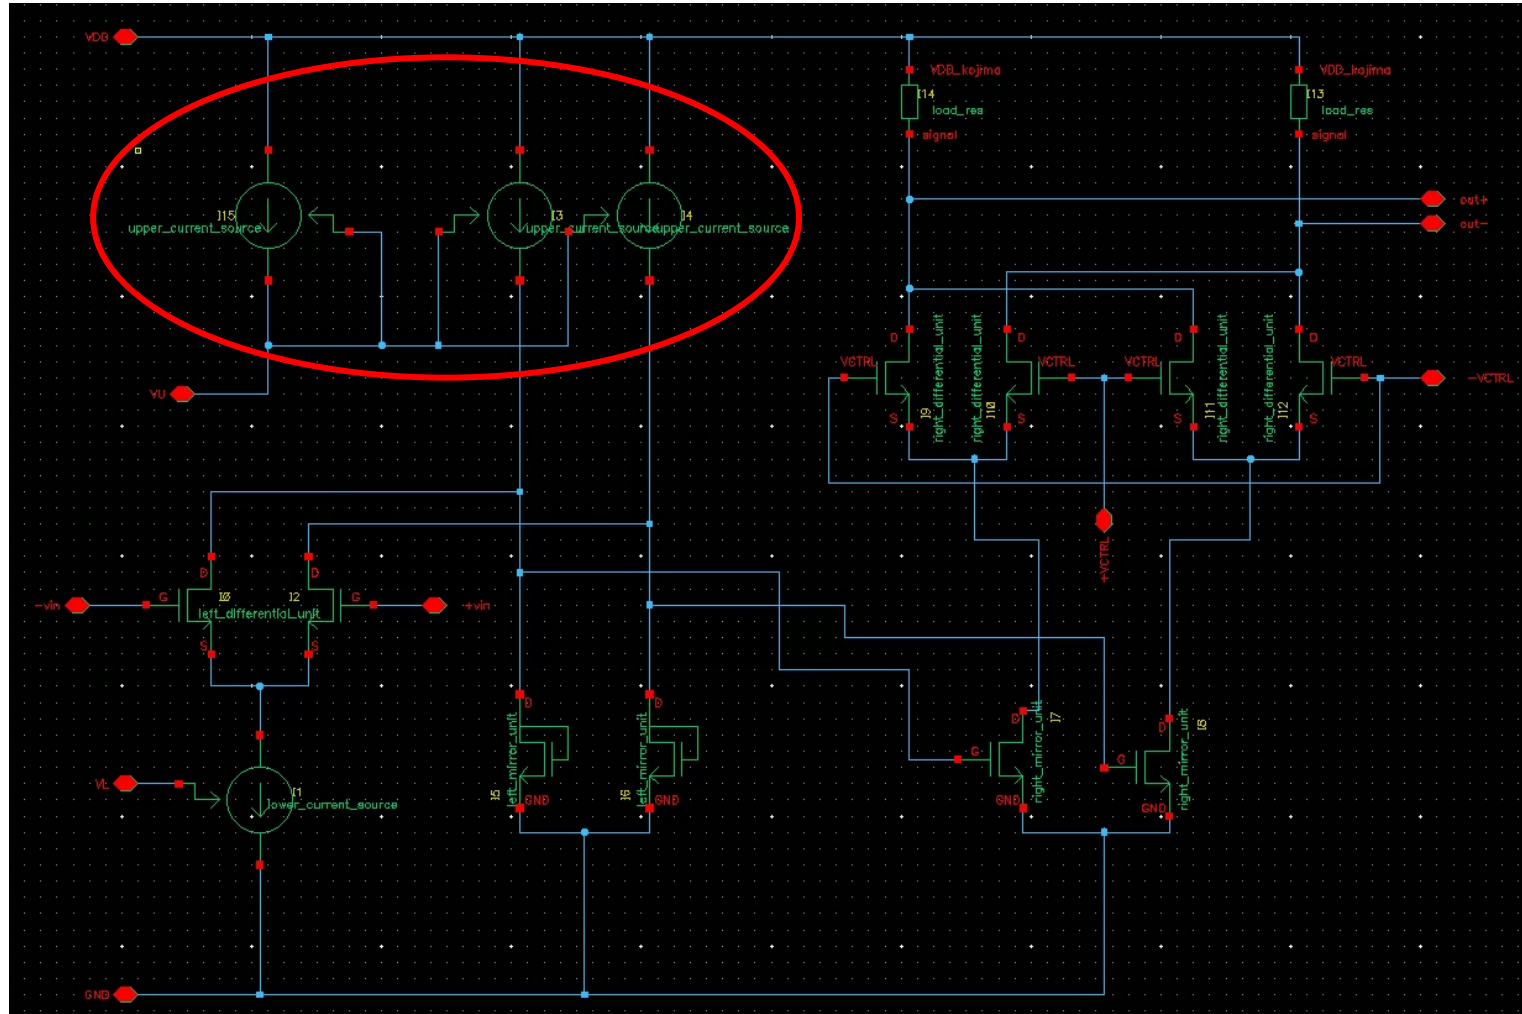 VDD
VDD_kojima
I14
load_res
signal
VDD_kojima
I13
load_res
signal
I15
upper_current_source
I3
upper_current_source
I4
upper_current_source
out+
out-
VU
D
VCTRL
S
I9
right_differential_unit
D
VCTRL
S
I10
right_differential_unit
D
VCTRL
S
I11
right_differential_unit
D
VCTRL
S
I12
right_differential_unit
-VCTRL
+VCTRL
-vin
G
D
S
I0
left_differential_unit
I2
D
G
S
+vin
VL
I1
lower_current_source
D
I5
left_mirror_unit
GND
D
I6
left_mirror_unit
GND
D
G
I7
right_mirror_unit
GND
D
G
I8
right_mirror_unit
GND
GND